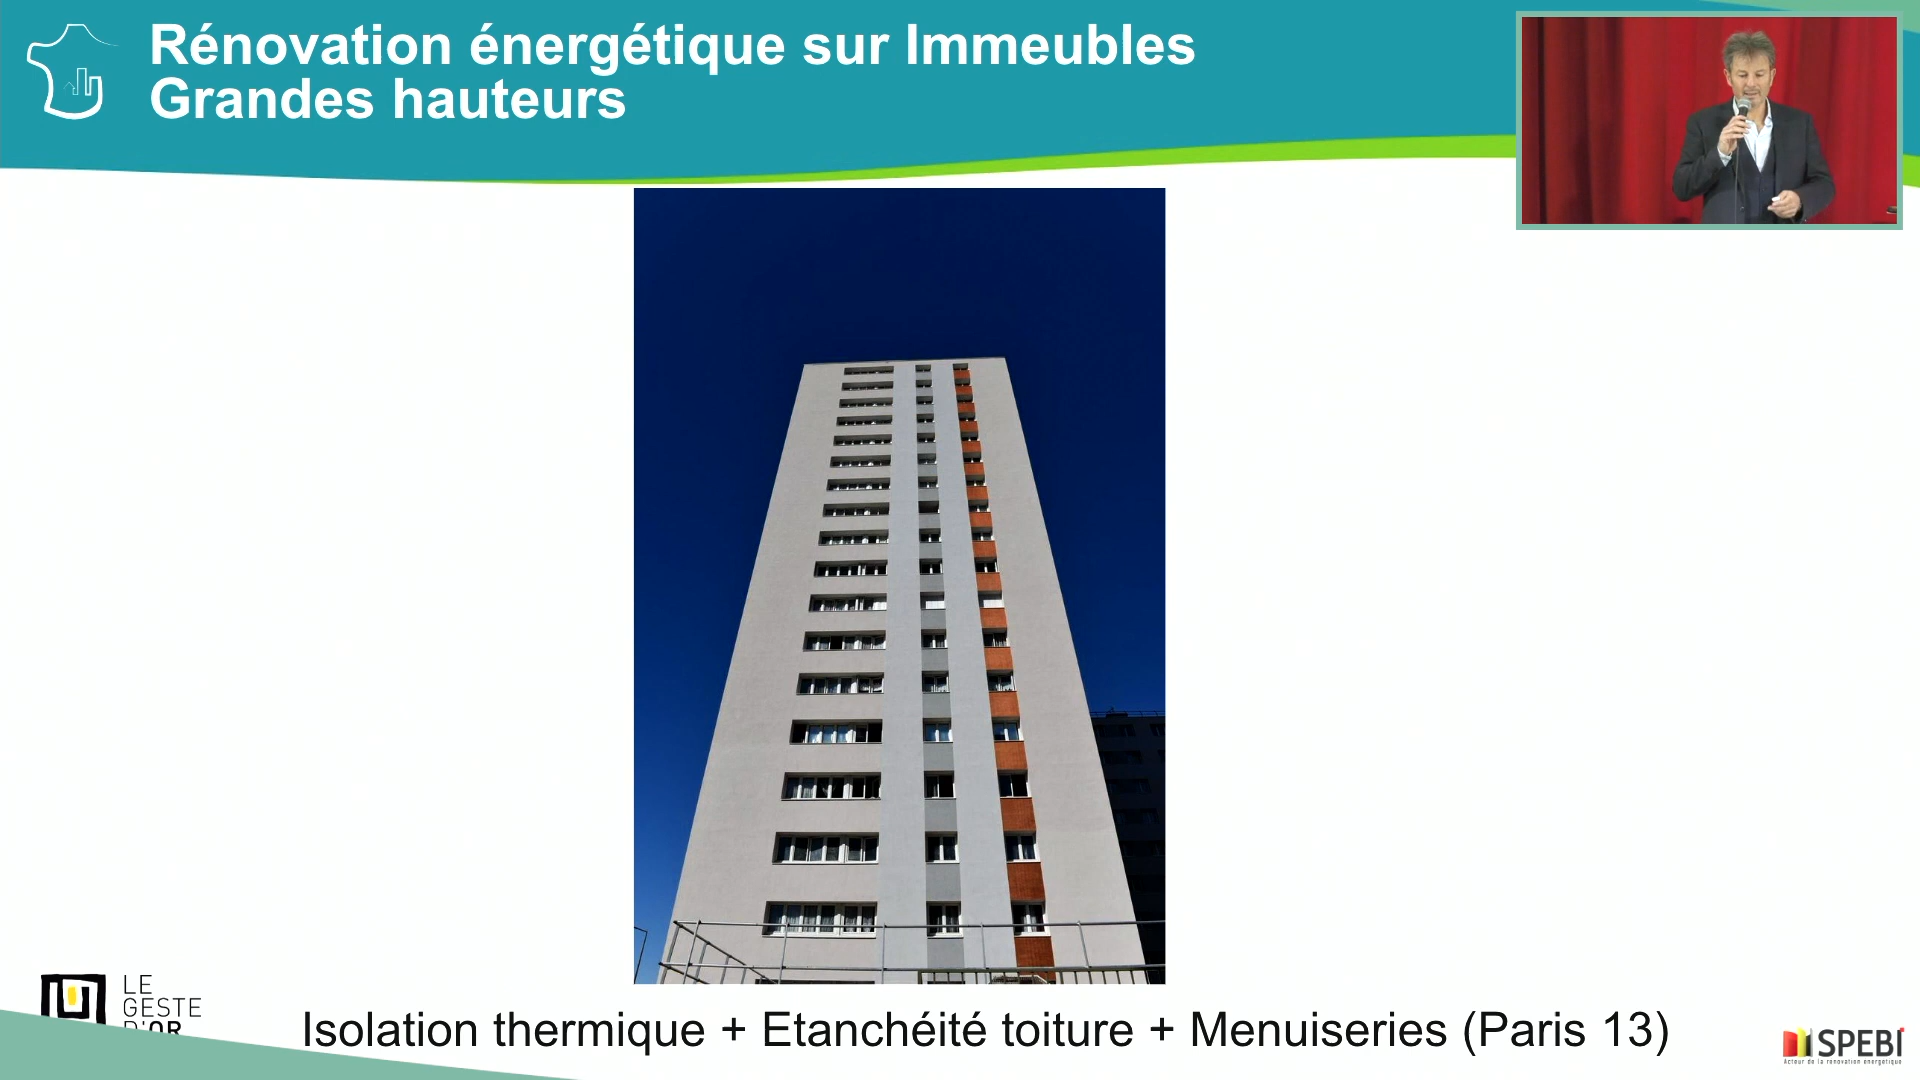 Rénovation énergétique sur Immeubles
Grandes hauteurs
LE
GESTE
D'OR
Isolation thermique + Etanchéité toiture + Menuiseries (Paris 13)
SPEBI
Acteur de la rénovation énergétique